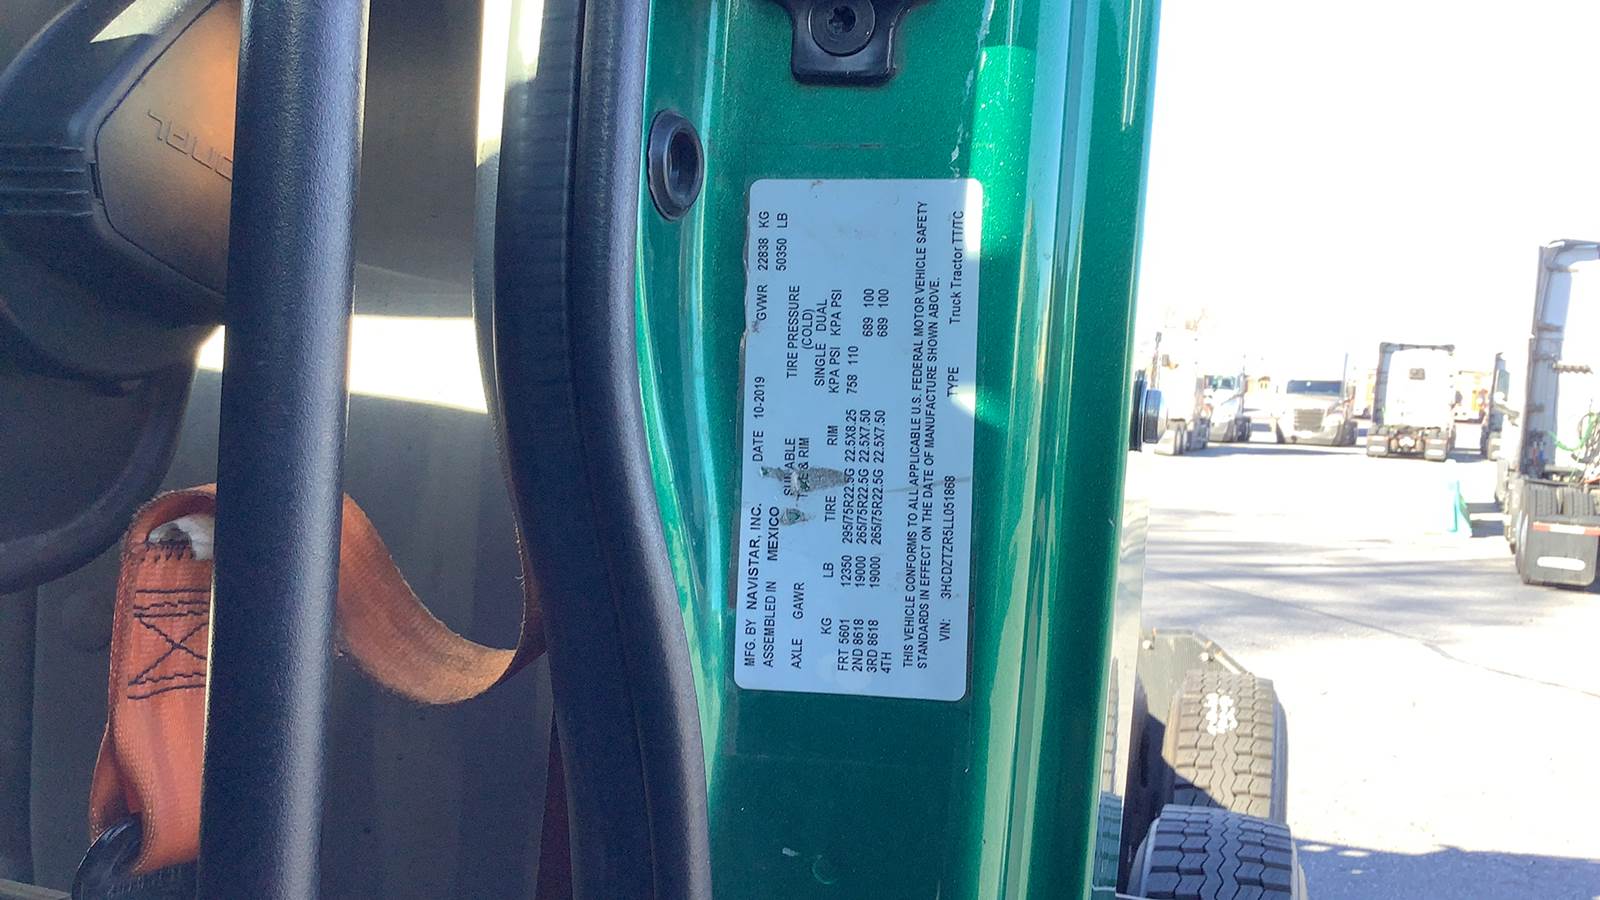 MFG. BY NAVISTAR, INC. DATE 10-2019 GVWR 22838 KG
ASSEMBLED IN MEXICO 50350 LB
AXLE GAWR SUITABLE TIRE PRESSURE
TIRE & RIM (COLD)
SINGLE DUAL
KG LB TIRE RIM KPA PSI KPA PSI
FRT 5601 12350 295/75R22.5G 22.5X8.25 758 110
2ND 8618 19000 265/75R22.5G 22.5X7.50 689 100
3RD 8618 19000 265/75R22.5G 22.5X7.50 689 100
4TH
THIS VEHICLE CONFORMS TO ALL APPLICABLE U.S. FEDERAL MOTOR VEHICLE SAFETY
STANDARDS IN EFFECT ON THE DATE OF MANUFACTURE SHOWN ABOVE.
VIN: 3HCDZTZR5LL051868 TYPE Truck Tractor TT/TC